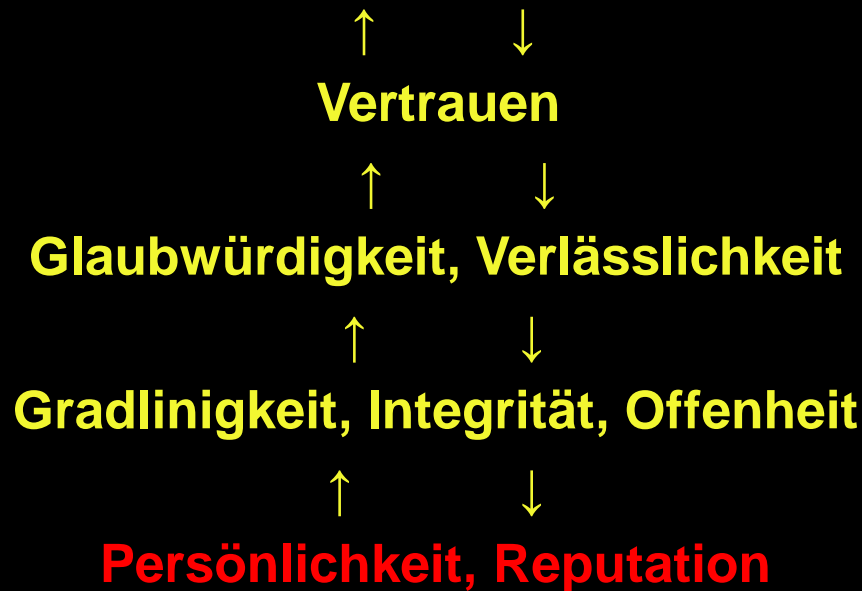 ↑ ↓
Vertrauen
↑ ↓
Glaubwürdigkeit, Verlässlichkeit
↑ ↓
Gradlinigkeit, Integrität, Offenheit
↑ ↓
Persönlichkeit, Reputation